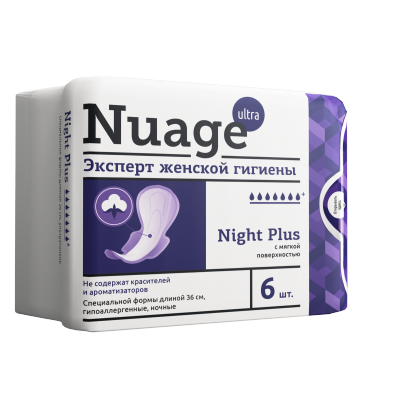 Nuage
ultra
Эксперт женской гигиены
Night Plus
с мягкой
поверхностью
Не содержат красителей
и ароматизаторов
Специальной формы длиной 36 см,
гипоаллергенные, ночные
6 шт.
Night Plus